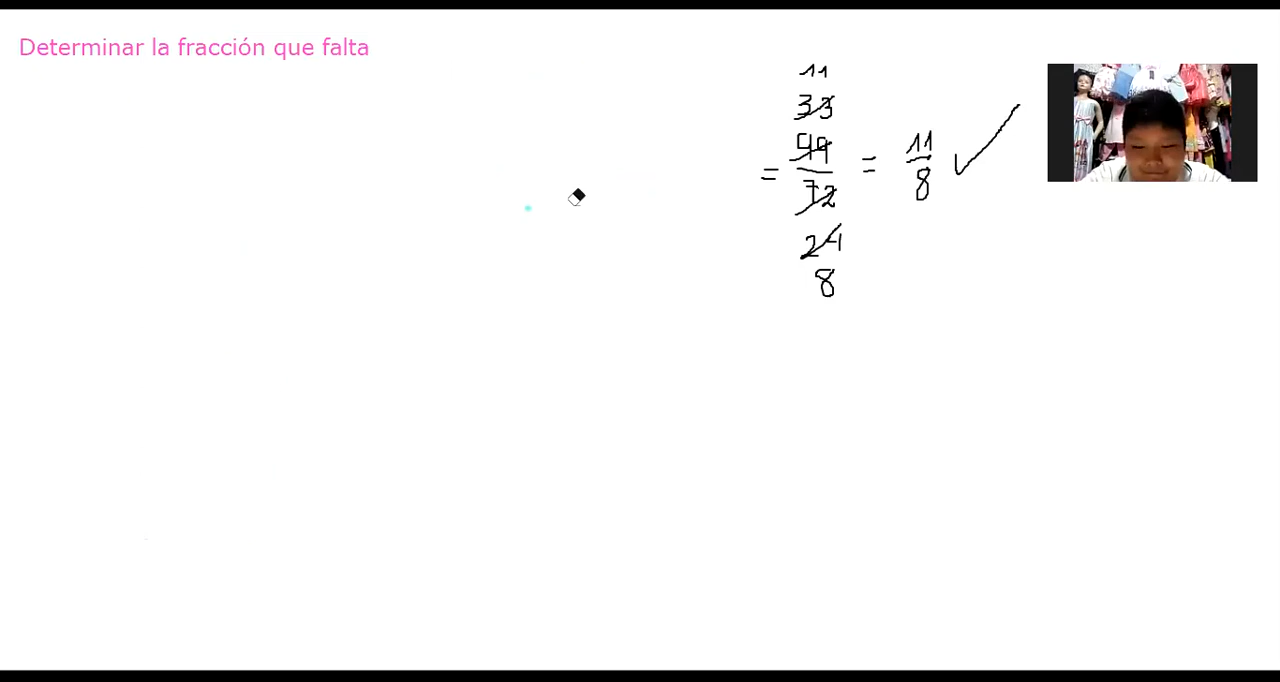 Determinar la fracción que falta
11
33
= 99/72 = 11/8 ✓
24
8